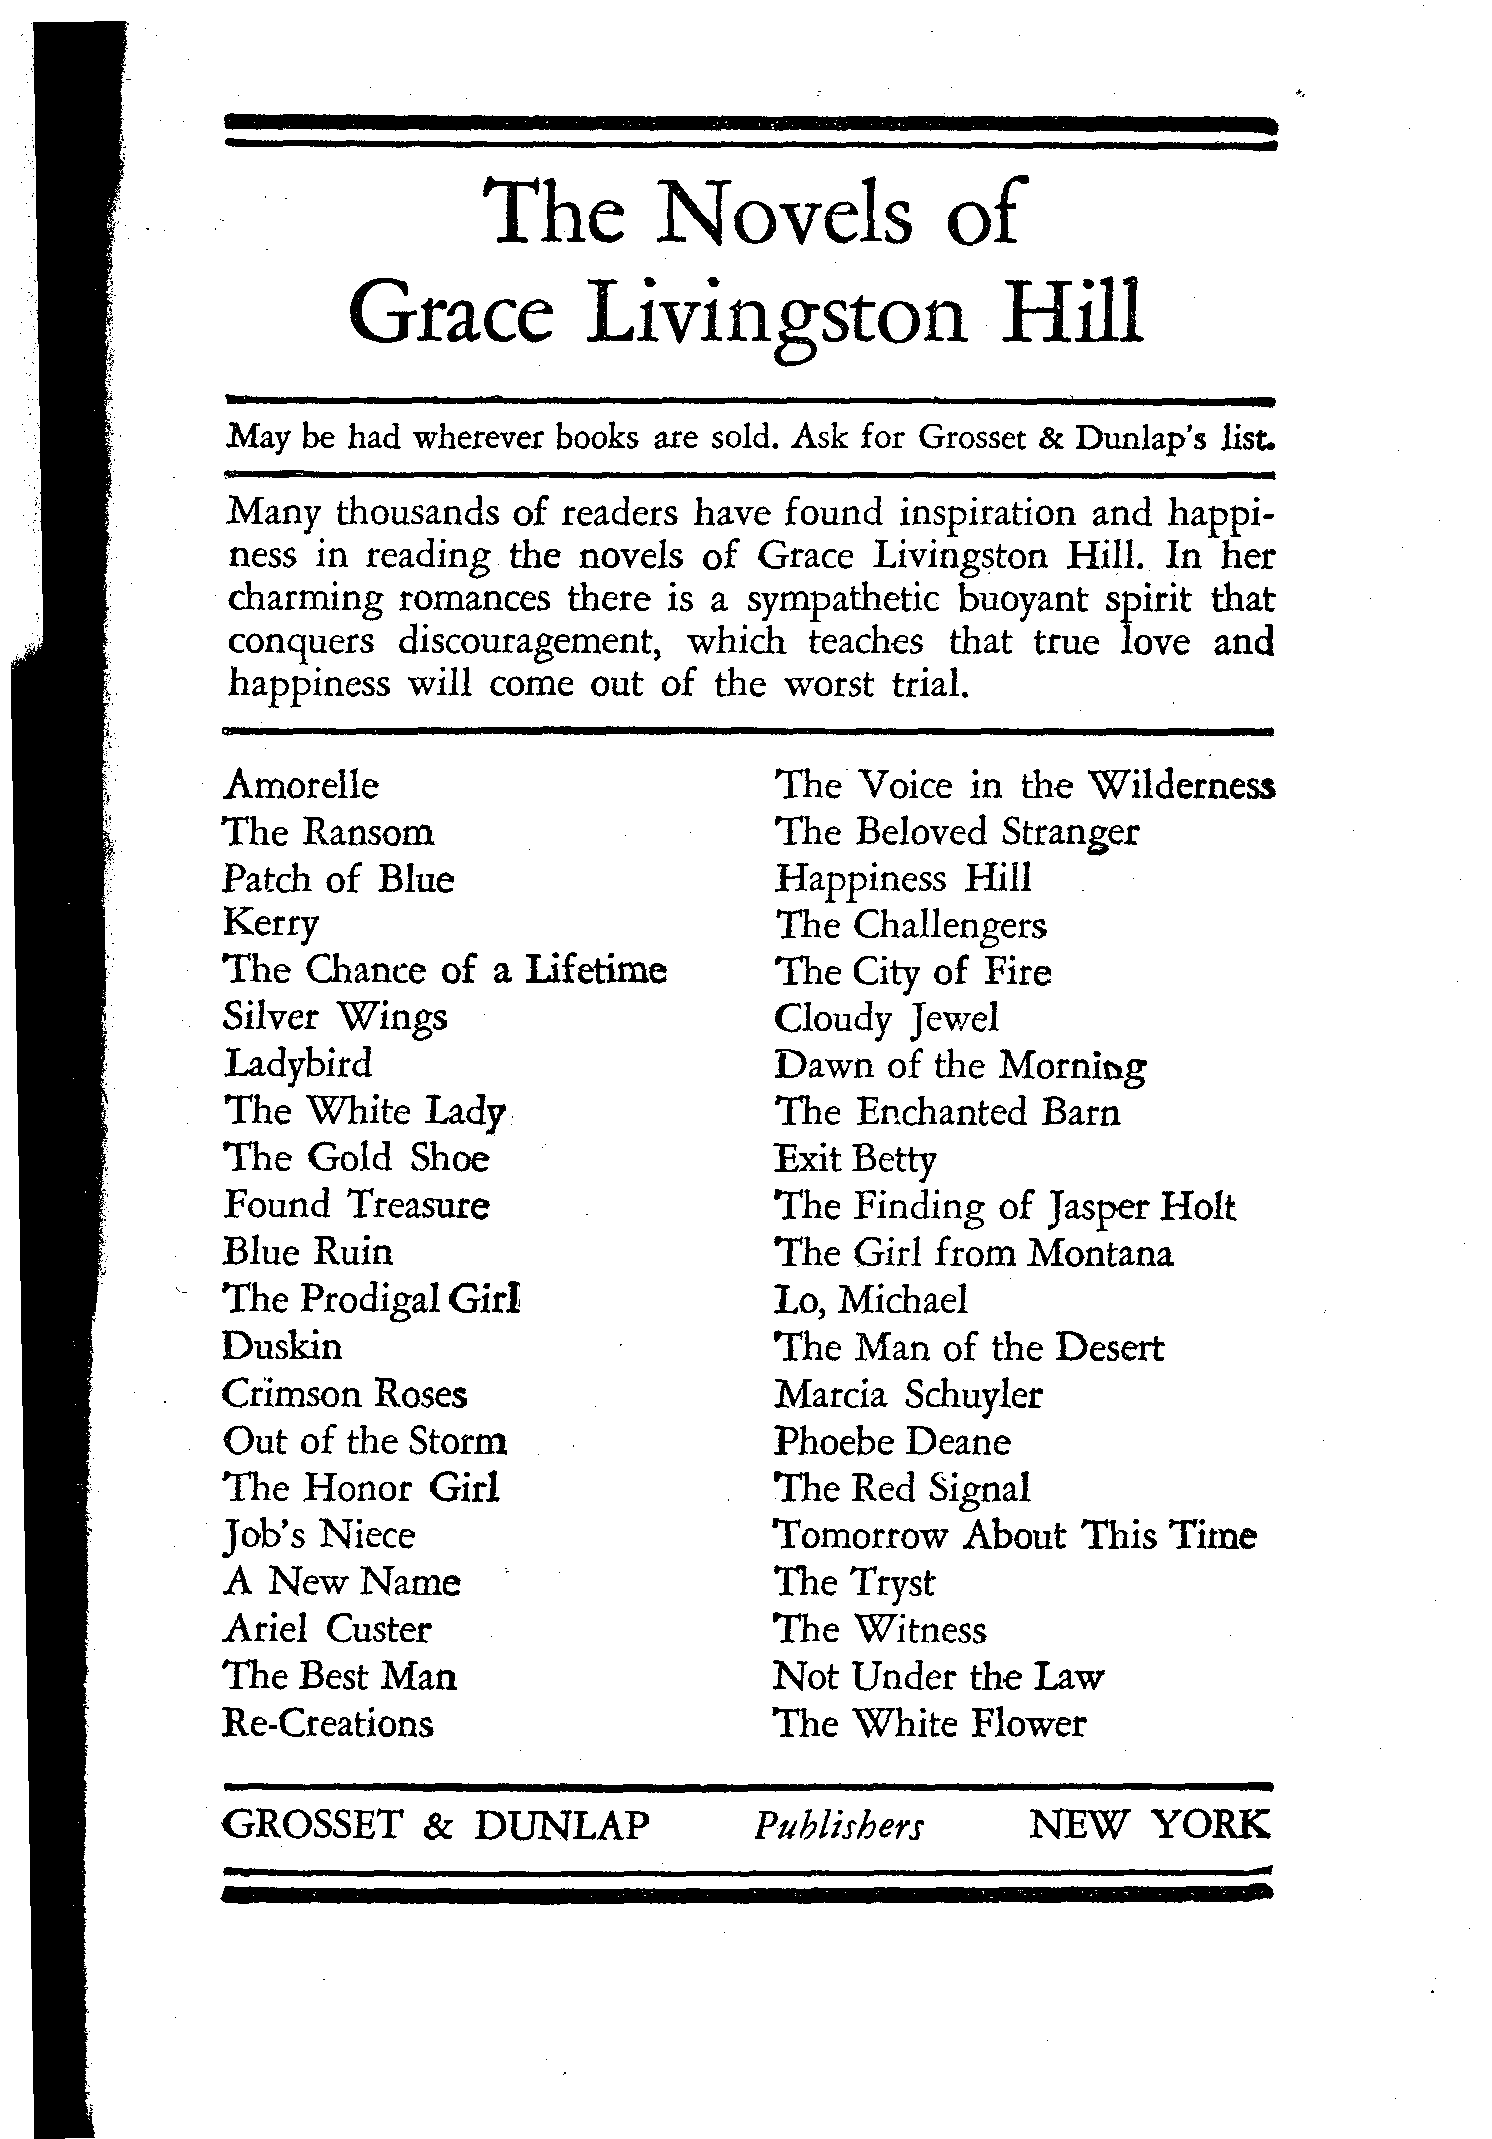 The Novels of
Grace Livingston Hill
May be had wherever books are sold. Ask for Grosset & Dunlap's list.
Many thousands of readers have found inspiration and happi-
ness in reading the novels of Grace Livingston Hill. In her
charming romances there is a sympathetic buoyant spirit that
conquers discouragement, which teaches that true love and
happiness will come out of the worst trial.
Amorelle
The Ransom
Patch of Blue
Kerry
The Chance of a Lifetime
Silver Wings
Ladybird
The White Lady
The Gold Shoe
Found Treasure
Blue Ruin
The Prodigal Girl
Duskin
Crimson Roses
Out of the Storm
The Honor Girl
Job's Niece
A New Name
Ariel Custer
The Best Man
Re-Creations
The Voice in the Wilderness
The Beloved Stranger
Happiness Hill
The Challengers
The City of Fire
Cloudy Jewel
Dawn of the Morning
The Enchanted Barn
Exit Betty
The Finding of Jasper Holt
The Girl from Montana
Lo, Michael
The Man of the Desert
Marcia Schuyler
Phoebe Deane
The Red Signal
Tomorrow About This Time
The Tryst
The Witness
Not Under the Law
The White Flower
GROSSET & DUNLAP Publishers NEW YORK